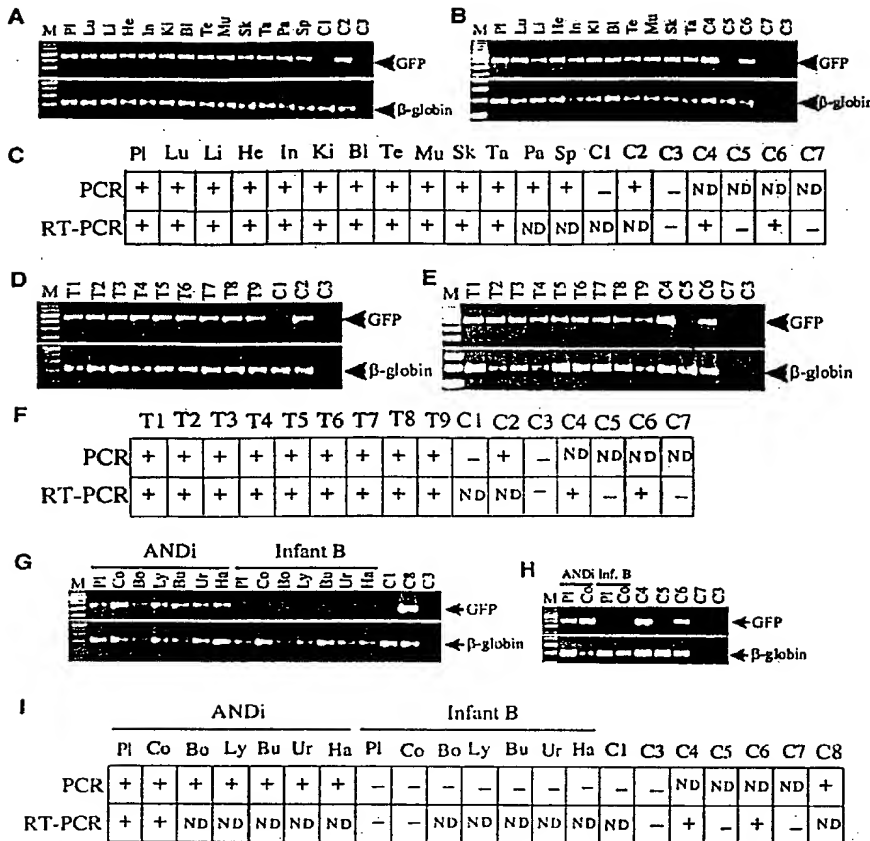 A
M Pl Lu Li He In Ki Bl Te Mu Sk Ta Pa Sp C1 C2 C3
GFP
β-globin
B
M Pl Lu Li He In Ki Bl Te Mu Sk Ta C4 C5 C6 C7 C3
GFP
β-globin
C
Pl Lu Li He In Ki Bl Te Mu Sk Ta Pa Sp C1 C2 C3 C4 C5 C6 C7
PCR + + + + + + + + + + + + + − + − ND ND ND ND
RT-PCR + + + + + + + + + + + ND ND ND ND − + − + −
D
M T1 T2 T3 T4 T5 T6 T7 T8 T9 C1 C2 C3
GFP
β-globin
E
M T1 T2 T3 T4 T5 T6 T7 T8 T9 C4 C5 C6 C7 C3
GFP
β-globin
F
T1 T2 T3 T4 T5 T6 T7 T8 T9 C1 C2 C3 C4 C5 C6 C7
PCR + + + + + + + + + − + − ND ND ND ND
RT-PCR + + + + + + + + + ND ND − + − + −
G
ANDi Infant B
M Pl Co Bo Ly Bu Ur Ha Pl Co Bo Ly Bu Ur Ha C1 C8 C3
GFP
β-globin
H
ANDi Inf. B
M Pl Co Pl Co C4 C5 C6 C7 C3
GFP
β-globin
I
ANDi Infant B
Pl Co Bo Ly Bu Ur Ha Pl Co Bo Ly Bu Ur Ha C1 C3 C4 C5 C6 C7 C8
PCR + + + + + + + − − − − − − − − − ND ND ND ND +
RT-PCR + + ND ND ND ND ND − − ND ND ND ND ND ND − + − + − ND